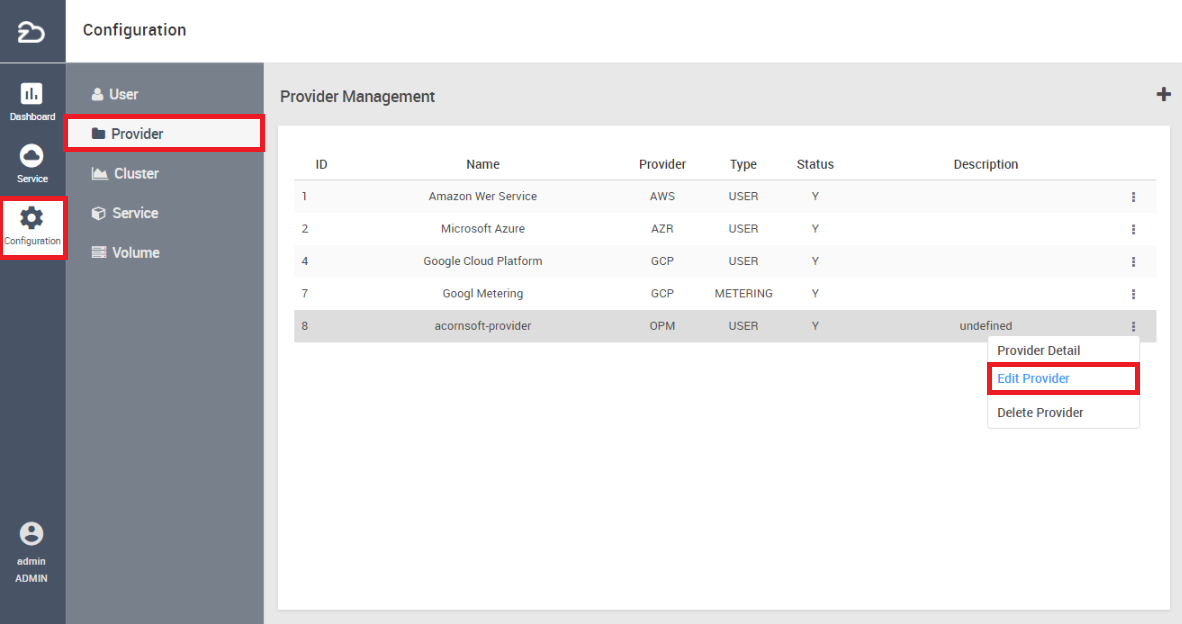 Configuration
Dashboard
Service
Configuration
admin
ADMIN
User
Provider
Cluster
Service
Volume
Provider Management
ID Name Provider Type Status Description
1 Amazon Wer Service AWS USER Y
2 Microsoft Azure AZR USER Y
4 Google Cloud Platform GCP USER Y
7 Googl Metering GCP METERING Y
8 acornsoft-provider OPM USER Y undefined
Provider Detail
Edit Provider
Delete Provider